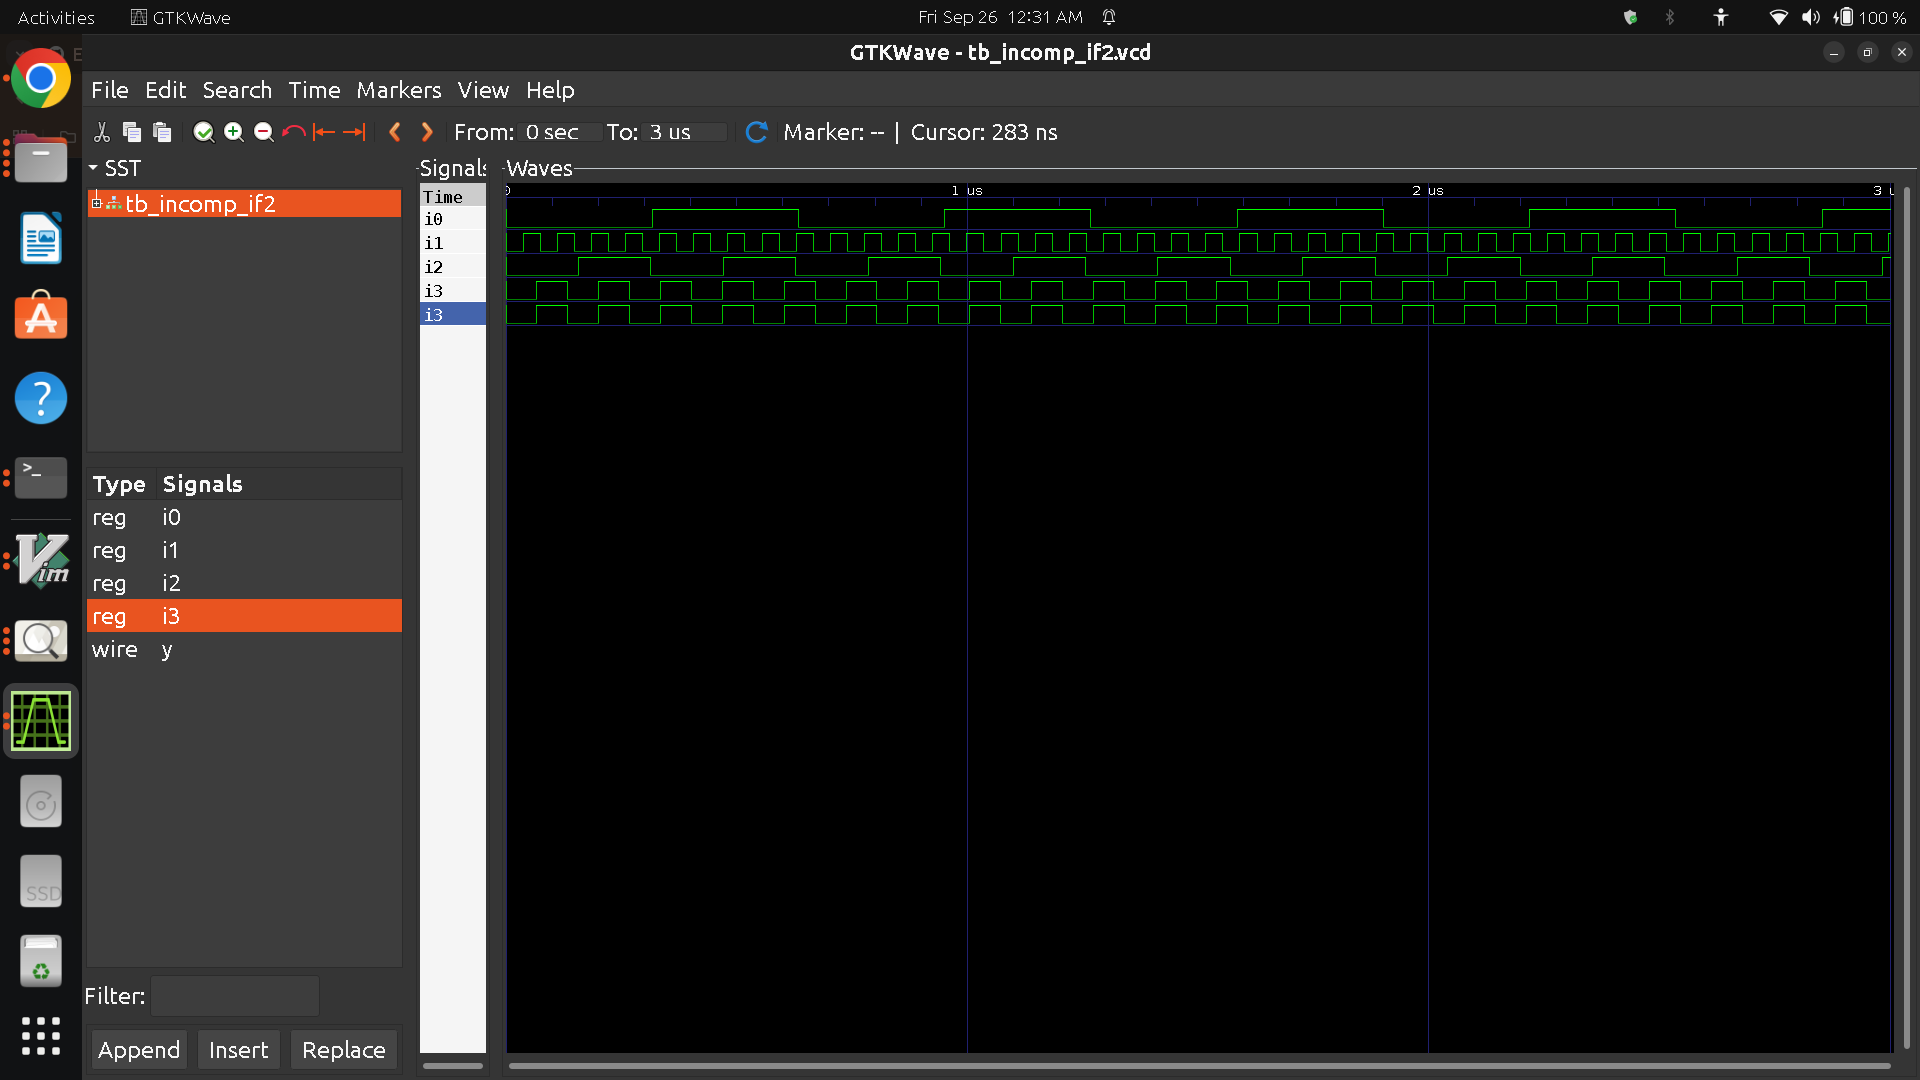 Activities GTKWave Fri Sep 26 12:31 AM 100 %
GTKWave - tb_incomp_if2.vcd
File Edit Search Time Markers View Help
From: 0 sec To: 3 us Marker: -- | Cursor: 283 ns
SST
tb_incomp_if2
Type Signals
reg i0
reg i1
reg i2
reg i3
wire y
Filter:
Append Insert Replace
Signals
Time
i0
i1
i2
i3
i3
Waves
0 1 us 2 us 3 u
>_
Vim
SSD